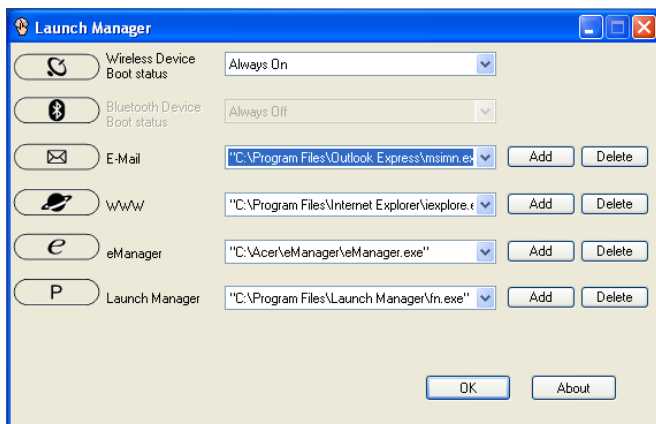 Launch Manager
Wireless Device
Boot status
Always On
Bluetooth Device
Boot status
Always Off
E-Mail
"C:\Program Files\Outlook Express\msimn.ex
Add
Delete
WWW
"C:\Program Files\Internet Explorer\iexplore.e
Add
Delete
e
eManager
"C:\Acer\eManager\eManager.exe"
Add
Delete
P
Launch Manager
"C:\Program Files\Launch Manager\fn.exe"
Add
Delete
OK
About